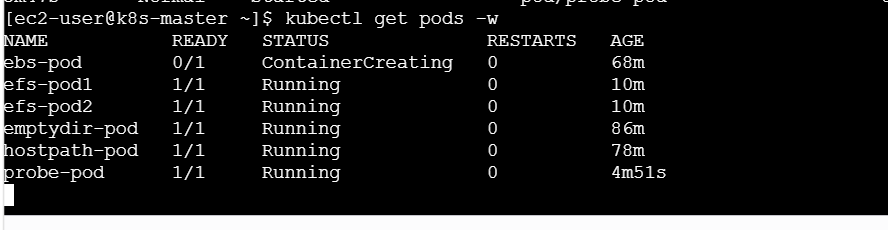 [ec2-user@k8s-master ~]$ kubectl get pods -w
NAME READY STATUS RESTARTS AGE
ebs-pod 0/1 ContainerCreating 0 68m
efs-pod1 1/1 Running 0 10m
efs-pod2 1/1 Running 0 10m
emptydir-pod 1/1 Running 0 86m
hostpath-pod 1/1 Running 0 78m
probe-pod 1/1 Running 0 4m51s